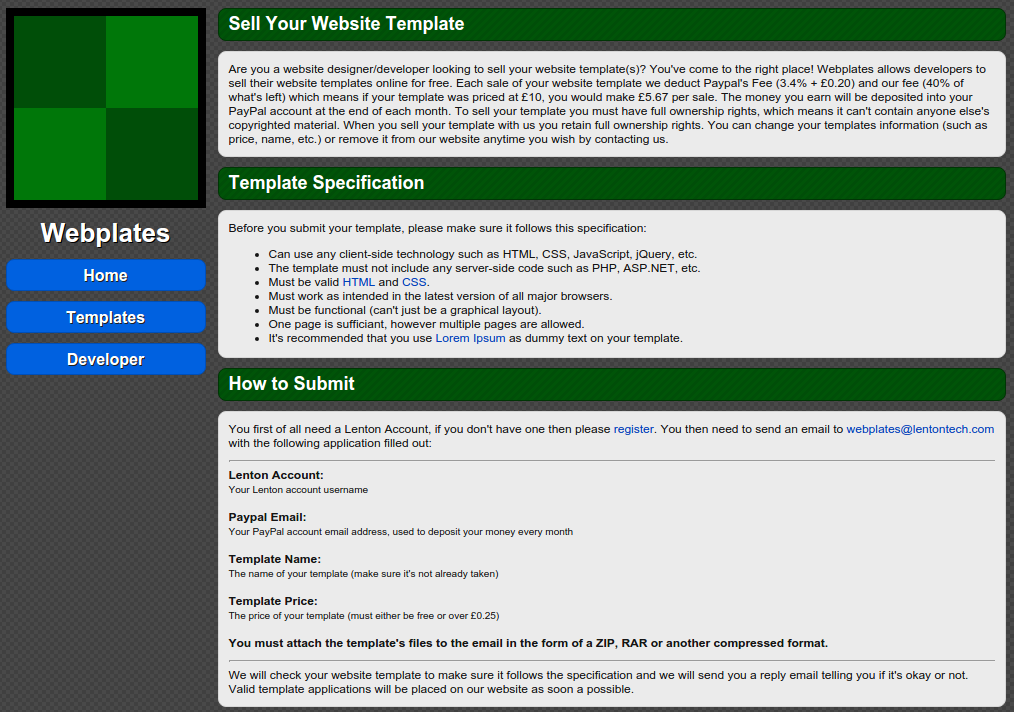 Webplates
Home
Templates
Developer
Sell Your Website Template
Are you a website designer/developer looking to sell your website template(s)? You've come to the right place! Webplates allows developers to
sell their website templates online for free. Each sale of your website template we deduct Paypal's Fee (3.4% + £0.20) and our fee (40% of
what's left) which means if your template was priced at £10, you would make £5.67 per sale. The money you earn will be deposited into your
PayPal account at the end of each month. To sell your template you must have full ownership rights, which means it can't contain anyone else's
copyrighted material. When you sell your template with us you retain full ownership rights. You can change your templates information (such as
price, name, etc.) or remove it from our website anytime you wish by contacting us.
Template Specification
Before you submit your template, please make sure it follows this specification:
• Can use any client-side technology such as HTML, CSS, JavaScript, jQuery, etc.
• The template must not include any server-side code such as PHP, ASP.NET, etc.
• Must be valid HTML and CSS.
• Must work as intended in the latest version of all major browsers.
• Must be functional (can't just be a graphical layout).
• One page is sufficiant, however multiple pages are allowed.
• It's recommended that you use Lorem Ipsum as dummy text on your template.
How to Submit
You first of all need a Lenton Account, if you don't have one then please register. You then need to send an email to webplates@lentontech.com
with the following application filled out:
Lenton Account:
Your Lenton account username
Paypal Email:
Your PayPal account email address, used to deposit your money every month
Template Name:
The name of your template (make sure it's not already taken)
Template Price:
The price of your template (must either be free or over £0.25)
You must attach the template's files to the email in the form of a ZIP, RAR or another compressed format.
We will check your website template to make sure it follows the specification and we will send you a reply email telling you if it's okay or not.
Valid template applications will be placed on our website as soon a possible.